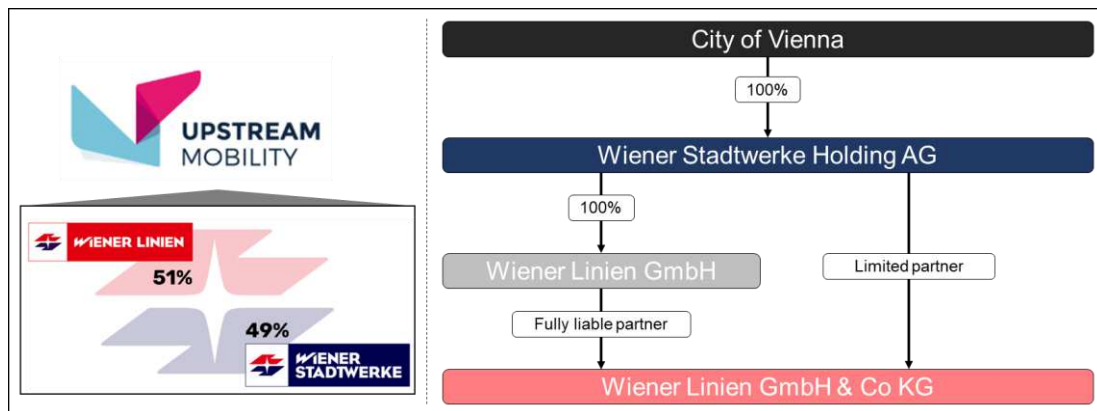 UPSTREAM
MOBILITY
WIENER LINIEN
51%
49%
WIENER
STADTWERKE
City of Vienna
100%
Wiener Stadtwerke Holding AG
100%
Wiener Linien GmbH
Limited partner
Fully liable partner
Wiener Linien GmbH & Co KG